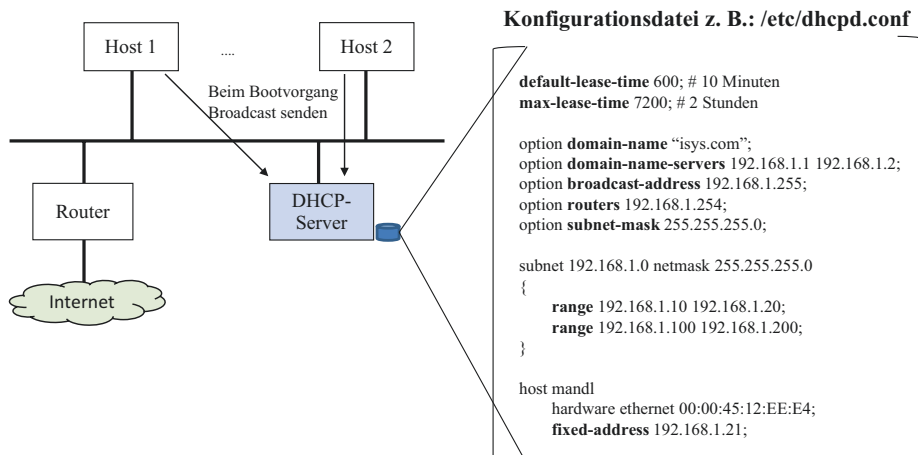 Konfigurationsdatei z. B.: /etc/dhcpd.conf
Host 1
....
Host 2
Beim Bootvorgang
Broadcast senden
Router
DHCP-
Server
Internet
default-lease-time 600; # 10 Minuten
max-lease-time 7200; # 2 Stunden
option domain-name “isys.com”;
option domain-name-servers 192.168.1.1 192.168.1.2;
option broadcast-address 192.168.1.255;
option routers 192.168.1.254;
option subnet-mask 255.255.255.0;
subnet 192.168.1.0 netmask 255.255.255.0
{
range 192.168.1.10 192.168.1.20;
range 192.168.1.100 192.168.1.200;
}
host mandl
hardware ethernet 00:00:45:12:EE:E4;
fixed-address 192.168.1.21;